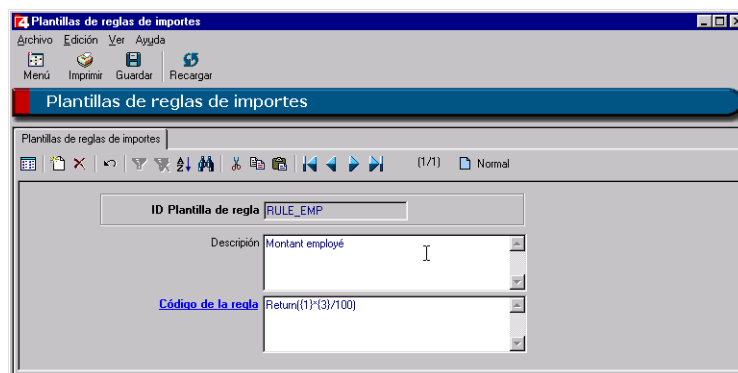 Plantillas de reglas de importes
Archivo Edición Ver Ayuda
Menú Imprimir Guardar Recargar
Plantillas de reglas de importes
Plantillas de reglas de importes
(1/1) Normal
ID Plantilla de regla RULE_EMP
Descripión Montant employé
Código de la regla Return({1}*{3}/100)